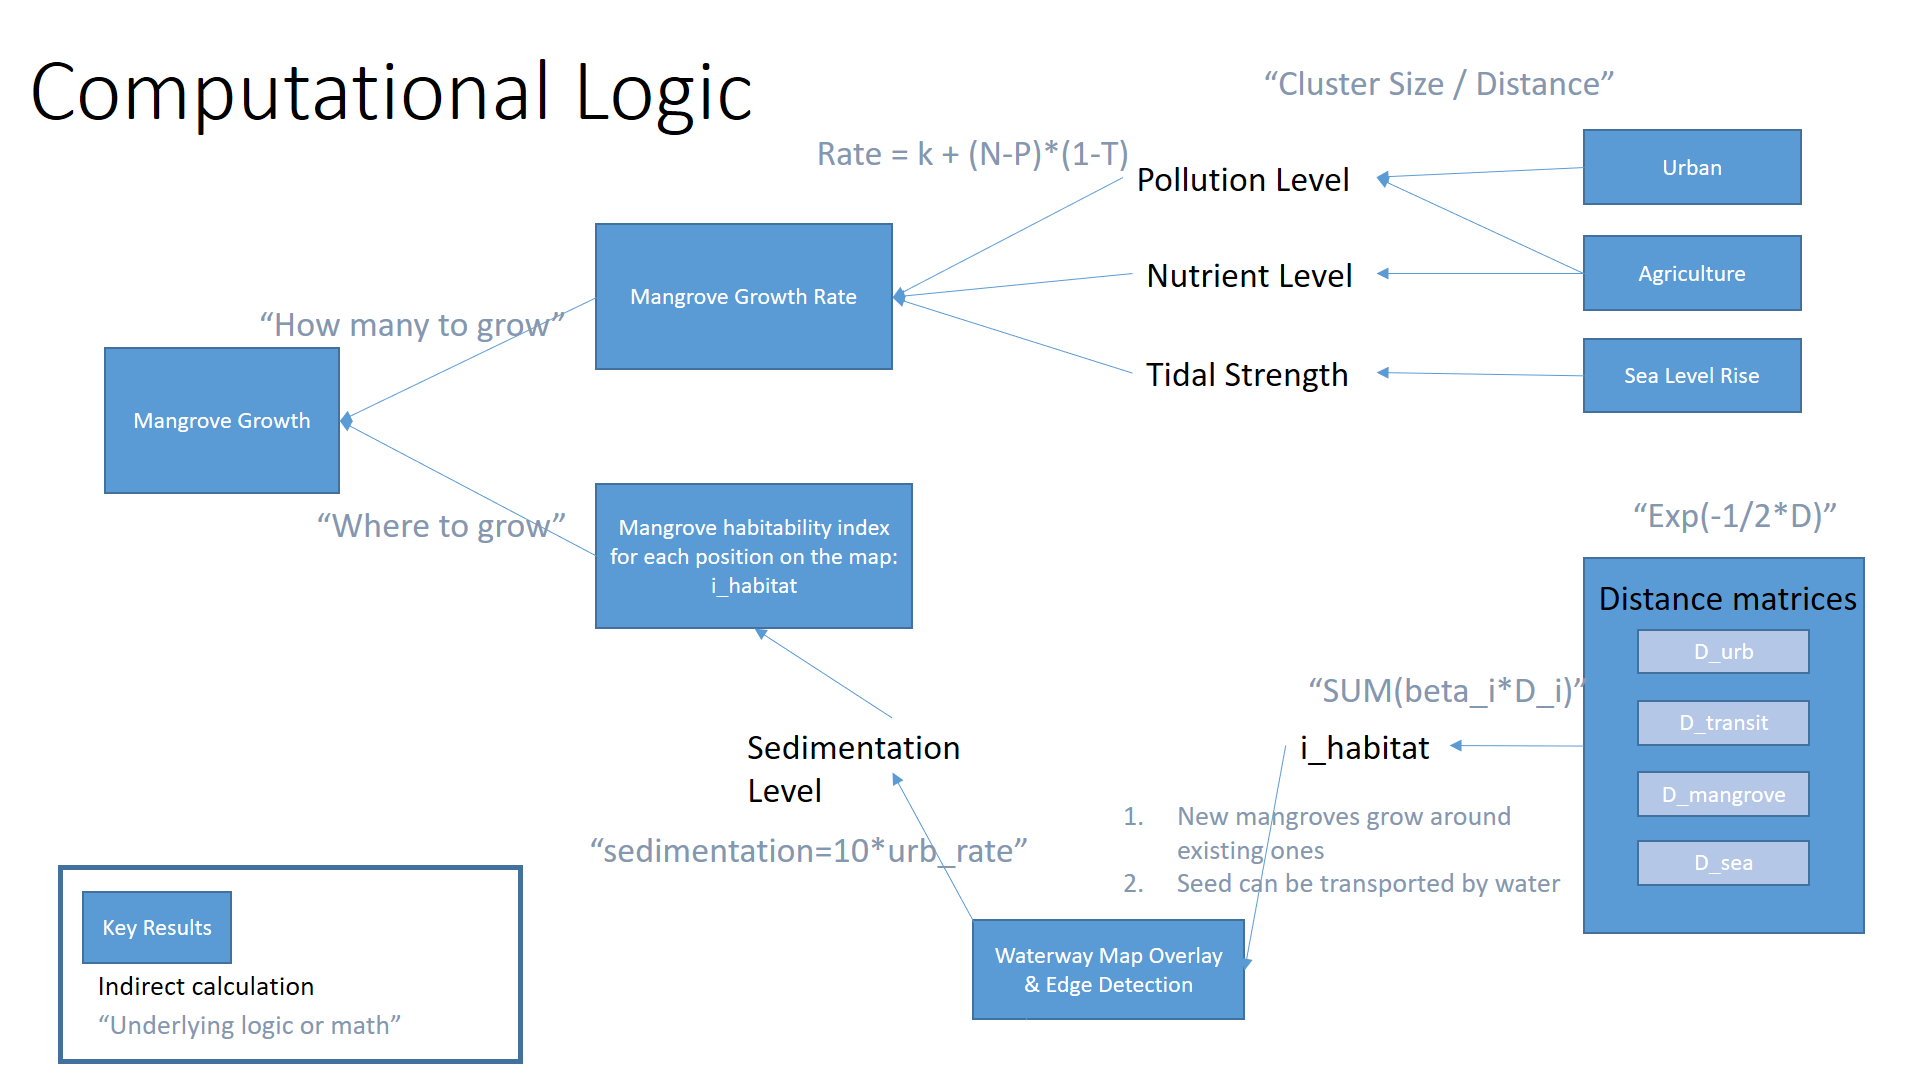 Computational Logic
“Cluster Size / Distance”
Rate = k + (N-P)*(1-T)
Pollution Level
Urban
Nutrient Level
Agriculture
Mangrove Growth Rate
“How many to grow”
Tidal Strength
Sea Level Rise
Mangrove Growth
“Where to grow”
Mangrove habitability index
for each position on the map:
i_habitat
“Exp(-1/2*D)”
Distance matrices
D_urb
D_transit
D_mangrove
D_sea
“SUM(beta_i*D_i)”
i_habitat
Sedimentation
Level
1. New mangroves grow around
existing ones
2. Seed can be transported by water
“sedimentation=10*urb_rate”
Waterway Map Overlay
& Edge Detection
Key Results
Indirect calculation
“Underlying logic or math”